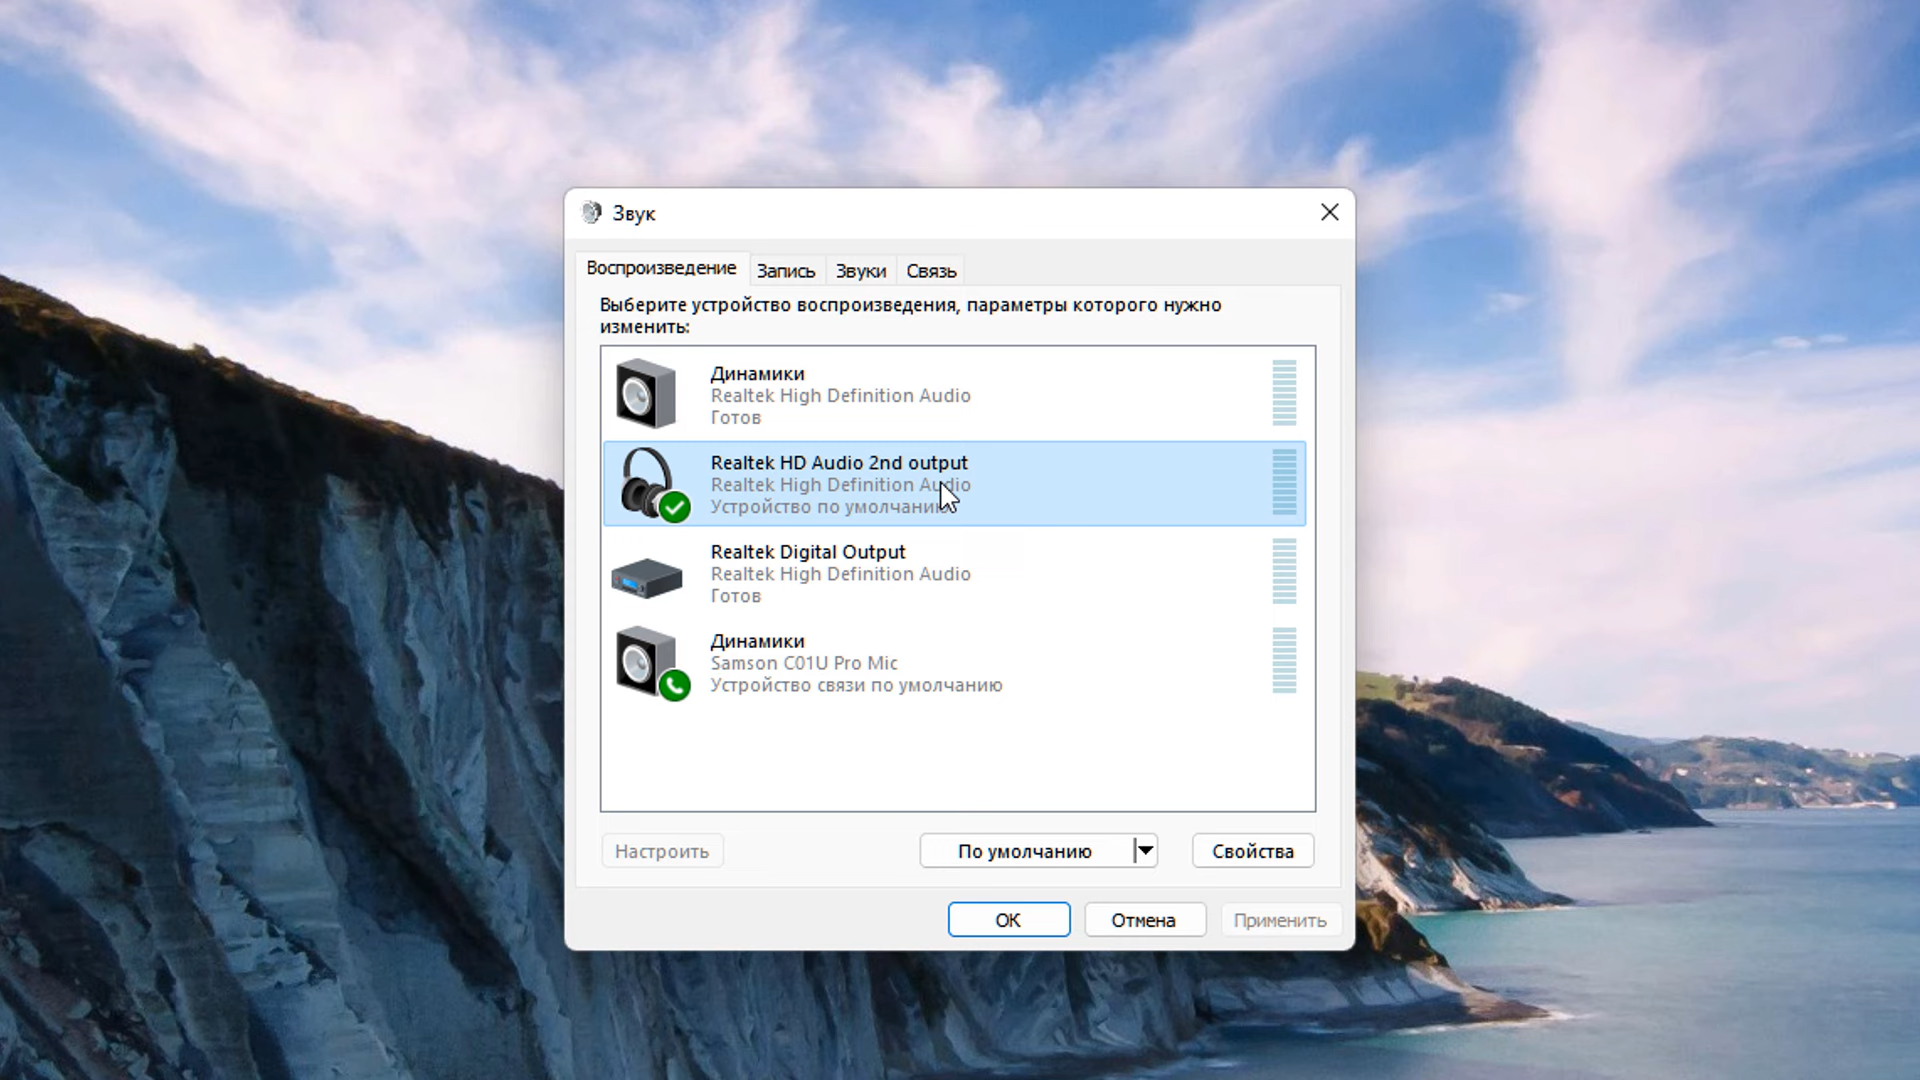 Звук
Воспроизведение
Запись
Звуки
Связь
Выберите устройство воспроизведения, параметры которого нужно
изменить:
Динамики
Realtek High Definition Audio
Готов
Realtek HD Audio 2nd output
Realtek High Definition Audio
Устройство по умолчанию
Realtek Digital Output
Realtek High Definition Audio
Готов
Динамики
Samson C01U Pro Mic
Устройство связи по умолчанию
Настроить
По умолчанию
Свойства
ОК
Отмена
Применить